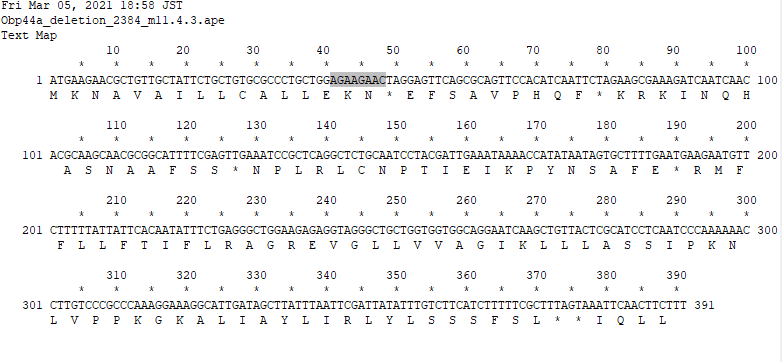 Fri Mar 05, 2021 18:58 JST
Obp44a_deletion_2384_m11.4.3.ape
Text Map
10 20 30 40 50 60 70 80 90 100
* * * * * * * * * * * * * * * * * * * *
1 ATGAAGAACGCTGTTGCTATTCTGCTGTGCGCCCTGCTGGAGAAGAACTAGGAGTTCAGCGCAGTTCCACATCAATTCTAGAAGCGAAAGATCAATCAAC 100
M K N A V A I L L C A L L E K N * E F S A V P H Q F * K R K I N Q H
110 120 130 140 150 160 170 180 190 200
* * * * * * * * * * * * * * * * * * * *
101 ACGCAAGCAACGCGGCATTTTCGAGTTGAAATCCGCTCAGGCTCTGCAATCCTACGATTGAAATAAAACCATATAATAGTGCTTTTGAATGAAGAATGTT 200
A S N A A F S S * N P L R L C N P T I E I K P Y N S A F E * R M F
210 220 230 240 250 260 270 280 290 300
* * * * * * * * * * * * * * * * * * * *
201 CTTTTTATTATTCACAATATTTCTGAGGGCTGGAAGAGAGGTAGGGCTGCTGGTGGTGGCAGGAATCAAGCTGTTACTCGCATCCTCAATCCCAAAAAAC 300
F L L F T I F L R A G R E V G L L V V A G I K L L L A S S I P K N
310 320 330 340 350 360 370 380 390
* * * * * * * * * * * * * * * * * *
301 CTTGTCCCGCCCAAAGGAAAGGCATTGATAGCTTATTTAATTCGATTATATTTGTCTTCATCTTTTTCGCTTTAGTAAATTCAACTTCTTT 391
L V P P K G K A L I A Y L I R L Y L S S S F S L * * I Q L L